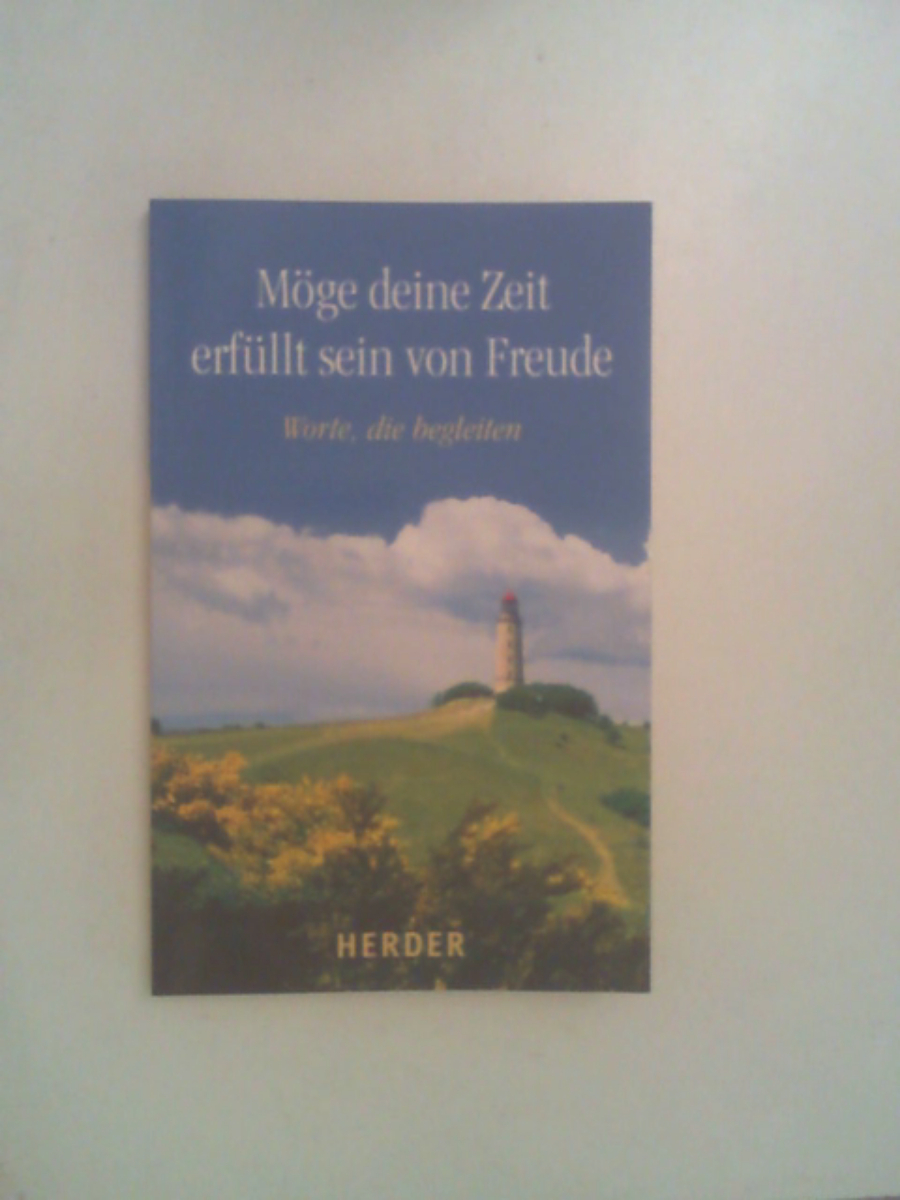 Möge deine Zeit
erfüllt sein von Freude
Worte, die begleiten
HERDER